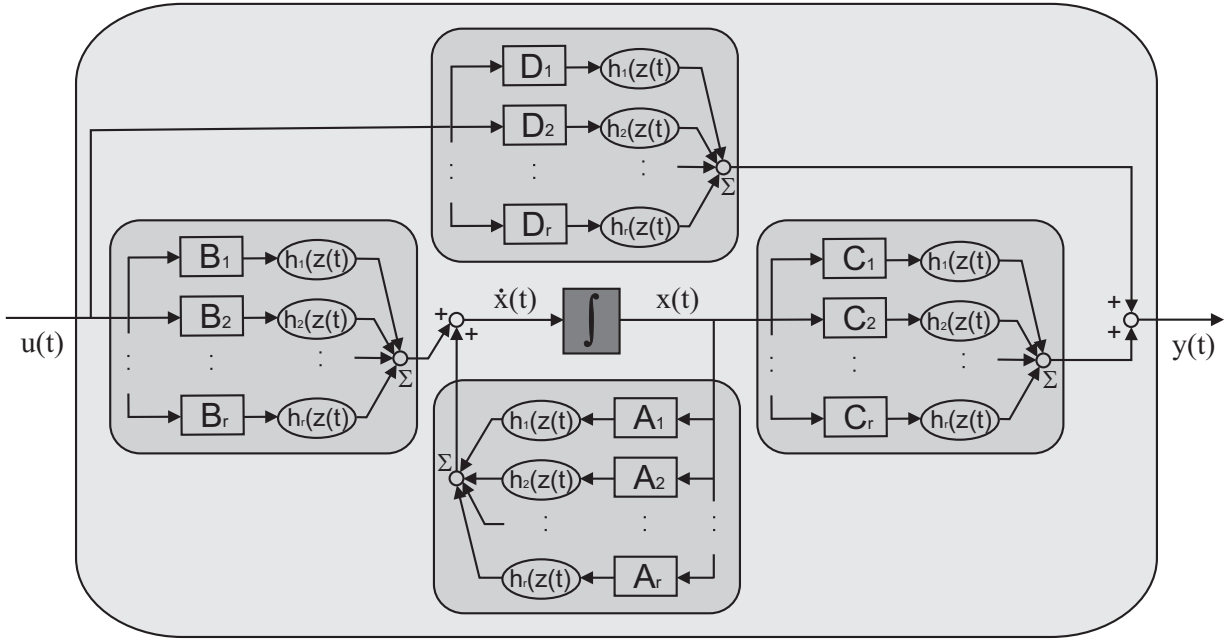 D1 h1(z(t)
D2 h2(z(t)
: : :
Σ
Dr hr(z(t)
B1 h1(z(t)
B2 h2(z(t)
: : :
Σ
Br hr(z(t)
u(t)
+
+
ẋ(t)
∫
x(t)
C1 h1(z(t)
C2 h2(z(t)
: : :
Σ
Cr hr(z(t)
+
+
y(t)
h1(z(t) A1
Σ
h2(z(t) A2
: : :
hr(z(t) Ar